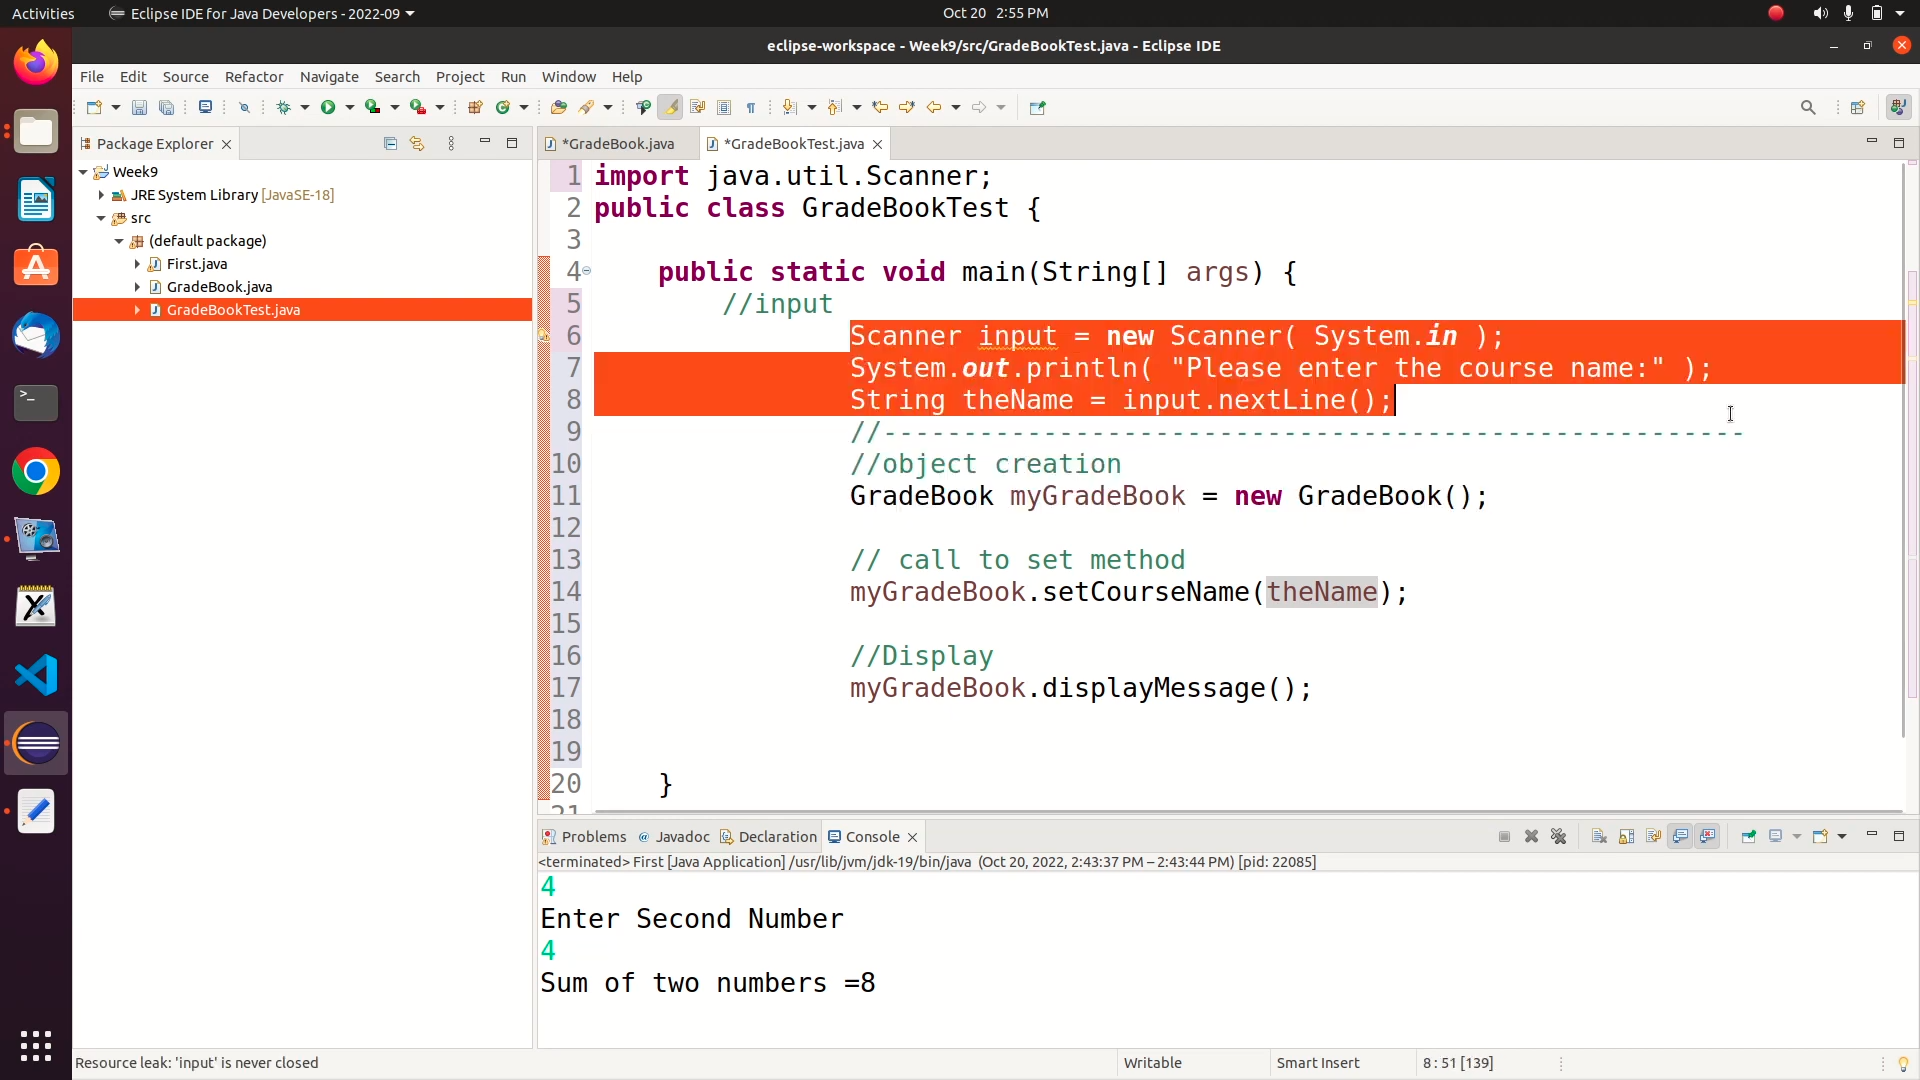 Activities Eclipse IDE for Java Developers - 2022-09 Oct 20 2:55 PM
eclipse-workspace - Week9/src/GradeBookTest.java - Eclipse IDE
File Edit Source Refactor Navigate Search Project Run Window Help
Package Explorer
Week9
JRE System Library [JavaSE-18]
src
(default package)
First.java
GradeBook.java
GradeBookTest.java
*GradeBook.java *GradeBookTest.java
1 import java.util.Scanner;
2 public class GradeBookTest {
3
4 public static void main(String[] args) {
5 //input
6 Scanner input = new Scanner( System.in );
7 System.out.println( "Please enter the course name:" );
8 String theName = input.nextLine();
9 //------------------------------------------------------
10 //object creation
11 GradeBook myGradeBook = new GradeBook();
12
13 // call to set method
14 myGradeBook.setCourseName(theName);
15
16 //Display
17 myGradeBook.displayMessage();
18
19
20 }
21
Problems Javadoc Declaration Console
<terminated> First [Java Application] /usr/lib/jvm/jdk-19/bin/java (Oct 20, 2022, 2:43:37 PM – 2:43:44 PM) [pid: 22085]
4
Enter Second Number
4
Sum of two numbers =8
Resource leak: 'input' is never closed Writable Smart Insert 8 : 51 [139]